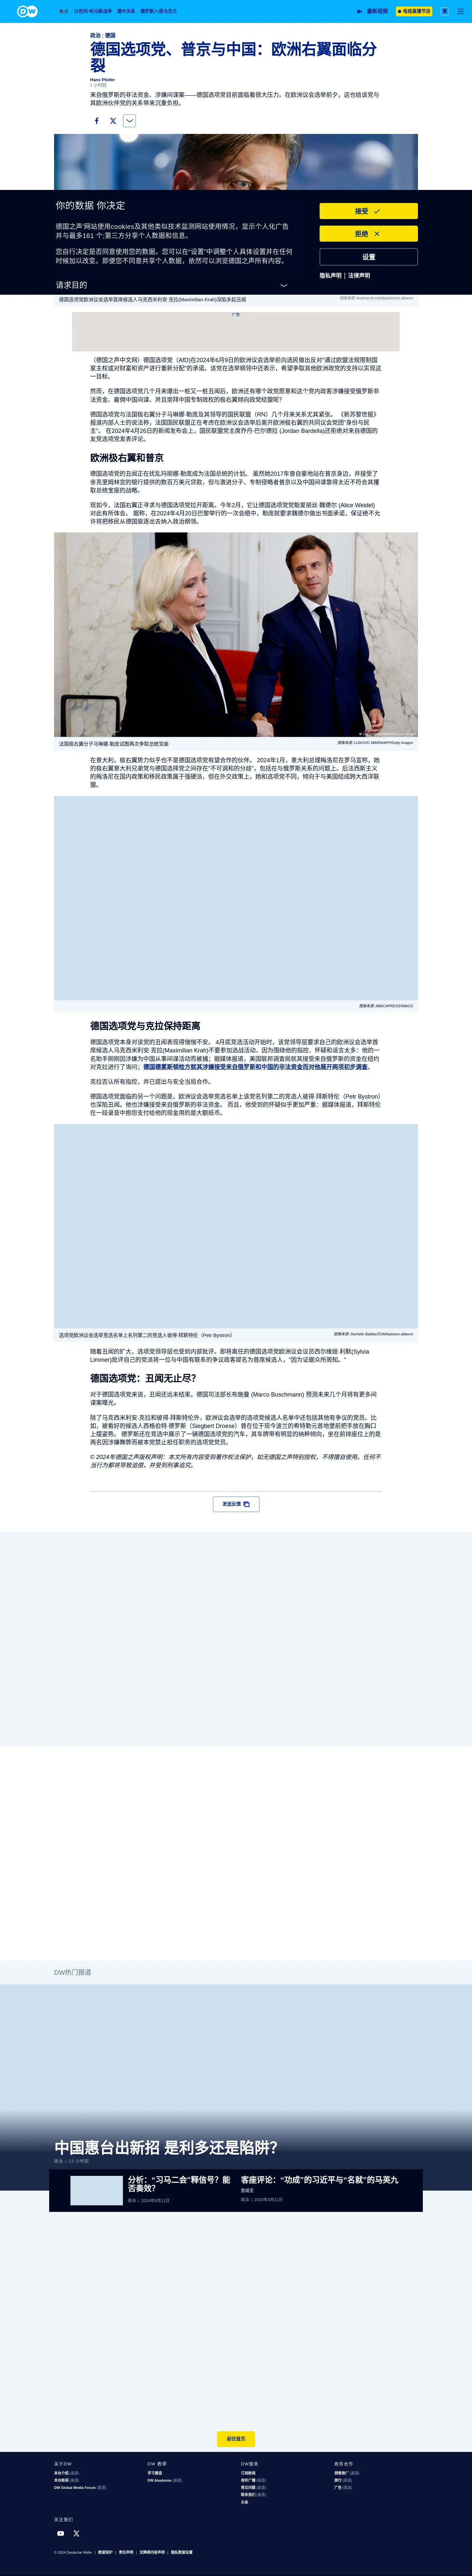 DW
焦点 以色列-哈马斯战争 德中关系 俄罗斯入侵乌克兰 最新视频 电视直播节目
政治 | 德国
德国选项党、普京与中国：欧洲右翼面临分
裂
Hans Pfeifer
1 小时前
来自俄罗斯的非法资金、涉嫌间谍案——德国选项党目前面临着很大压力。在欧洲议会选举前夕，这也给该党与
其欧洲伙伴党的关系带来沉重负担。
你的数据 你决定
德国之声'网站使用cookies及其他类似技术监测网站使用情况，显示个人化广告
并与最多161 个;第三方分享个人数据和信息。
您自行决定是否同意使用您的数据。您可以在“设置”中调整个人具体设置并在任何
时候加以改变。即使您不同意共享个人数据，依然可以浏览德国之声所有内容。
请求目的
接受
拒绝
设置
隐私声明 | 法律声明
德国选项党欧洲议会选举首席候选人马克西米利安·克拉(Maximilian Krah)深陷多起丑闻
图像来源: Andreas Arnold/dpa/picture alliance
广告
（德国之声中文网）德国选项党（AfD)在2024年6月9日的欧洲议会选举前向选民做出反对"通过欧盟法规限制国
家主权或对财富和资产进行重新分配"的承诺。该党在选举纲领中还表示，希望争取其他欧洲政党的支持以实现这
一目标。
然而，在德国选项党几个月来爆出一桩又一桩丑闻后，欧洲还有哪个政党愿意和这个党内政客涉嫌接受俄罗斯非
法资金、雇佣中国间谍、并且崇拜中国专制政权的极右翼倾向政党结盟呢？
德国选项党与法国极右翼分子马琳娜·勒庞及其领导的国民联盟（RN）几个月来关系尤其紧张。 《新苏黎世报》
报道内部人士的说法称，法国国民联盟正在考虑在欧洲议会选举后离开欧洲极右翼的共同议会党团"身份与民
主"。 在2024年4月26日的新闻发布会上，国民联盟党主席乔丹·巴尔德拉 (Jordan Bardella)还拒绝对来自德国的
友党选项党发表评论。
欧洲极右翼和普京
德国选项党的丑闻正在扰乱玛丽娜-勒庞成为法国总统的计划。 虽然她2017年曾自豪地站在普京身边，并接受了
亲克里姆林宫的银行提供的数百万美元贷款，但与激进分子、专制侵略者普京以及中国间谍靠得太近不符合其攫
取总统宝座的战略。
现如今，法国右翼正寻求与德国选项党拉开距离。今年2月，它让德国选项党党魁爱丽丝·魏德尔 (Alice Weidel)
对此有所体会。 据称，在2024年4月20日巴黎举行的一次会晤中，勒庞就要求魏德尔做出书面承诺，保证绝不允
许将把移民从德国驱逐出去纳入政治纲领。
法国极右翼分子马琳娜·勒庞试图再次争取总统宝座
图像来源: LUDOVIC MARIN/AFP/Getty Images
在意大利，极右翼势力似乎也不是德国选项党有望合作的伙伴。 2024年1月，意大利总理梅洛尼在罗马宣称，她
的极右翼意大利兄弟党与德国选择党之间存在"不可调和的分歧"，包括在与俄罗斯关系的问题上。后法西斯主义
的梅洛尼在国内政策和移民政策属于强硬派，但在外交政策上，她和选项党不同，倾向于与美国结成跨大西洋联
盟。
图像来源: ABACAPRESS/IMAGO
德国选项党与克拉保持距离
德国选项党本身对该党的丑闻表现得惴惴不安。 4月底竞选活动开始时，该党领导层要求自己的欧洲议会选举首
席候选人马克西米利安·克拉(Maximilian Krah)不要参加选战活动，因为围绕他的指控、怀疑和谣言太多：他的一
名助手刚刚因涉嫌为中国从事间谍活动而被捕；据媒体报道，美国联邦调查局就其接受来自俄罗斯的资金在纽约
对克拉进行了询问；德国德累斯顿检方就其涉嫌接受来自俄罗斯和中国的非法资金而对他展开两项初步调查。
克拉否认所有指控，并已提出与安全当局合作。
德国选项党面临的另一个问题是，欧洲议会选举竞选名单上该党名列第二的竞选人彼得·拜斯特伦（Petr Bystron）
也深陷丑闻。他也涉嫌接受来自俄罗斯的非法资金。 而且，他受到的怀疑似乎更加严重：据媒体报道，拜斯特伦
在一段录音中抱怨支付给他的现金用的是大额纸币。
选项党欧洲议会选举竞选名单上名列第二的竞选人彼得·拜斯特伦（Petr Bystron）
图像来源: Sachelle Babbar/ZUMA/picture alliance
随着丑闻的扩大，选项党领导层也受到内部批评。即将离任的德国选项党欧洲议会议员西尔维娅·利默(Sylvia
Limmer)批评自己的党派将一位与中国有联系的争议政客提名为首席候选人，"因为证据众所周知。"
德国选项党：丑闻无止尽？
对于德国选项党来说，丑闻还远未结束。德国司法部长布施曼 (Marco Buschmann) 预测未来几个月将有更多间
谍案曝光。
除了马克西米利安·克拉和彼得·拜斯特伦外，欧洲议会选举的选项党候选人名单中还包括其他有争议的党员。比
如，被看好的候选人西格伯特·德罗斯（Siegbert Droese）曾在位于现今波兰的希特勒元首地堡前把手放在胸口
上摆姿势。 德罗斯还在竞选中展示了一辆德国选项党的汽车，其车牌带有明显的纳粹倾向，坐在前排座位上的是
两名因涉嫌舞弊而被本党禁止担任职务的选项党党员。
© 2024年德国之声版权声明：本文所有内容受到著作权法保护，如无德国之声特别授权，不得擅自使用。任何不
当行为都将导致追偿，并受到刑事追究。
发送反馈
DW热门报道
中国惠台出新招 是利多还是陷阱?
政治 | 13 小时前
分析：“习马二会”释信号？能
否奏效？
政治 | 2024年4月11日
客座评论：“功成”的习近平与“名就”的马英九
詹威克
政治 | 2024年4月11日
前往首页
关于DW
本台介绍 (英语)
本台新闻 (英语)
DW Global Media Forum (英语)
DW 教学
学习德语
DW Akademie (英语)
DW服务
订阅新闻
收听广播 (英语)
常见问题 (英语)
联系我们 (英语)
头条
商务合作
销售推广 (英语)
旅行 (英语)
广告 (英语)
关注我们
© 2024 Deutsche Welle | 数据保护 | 责任声明 | 无障碍内容声明 | 隐私数据设置